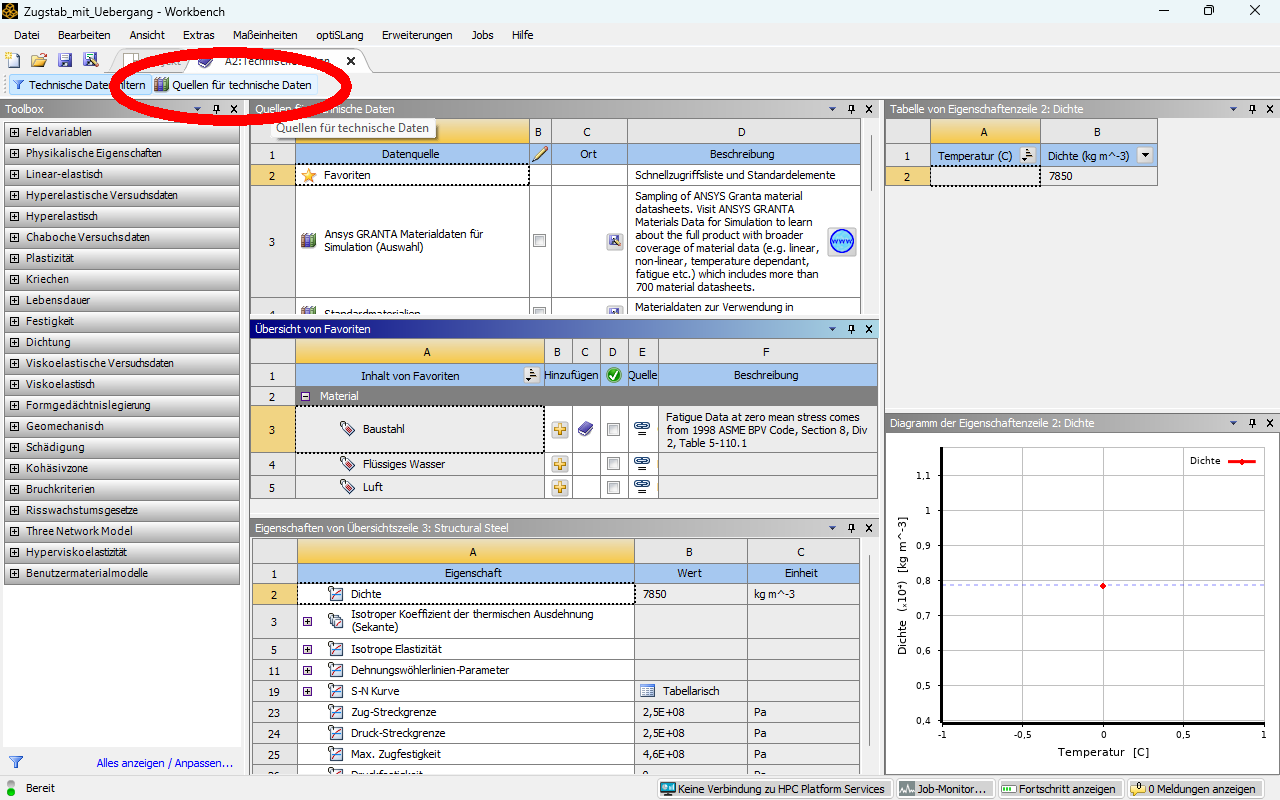 Zugstab_mit_Uebergang - Workbench
Datei Bearbeiten Ansicht Extras Maßeinheiten optiSLang Erweiterungen Jobs Hilfe
A2:Techni
Technische Date ltern Quellen für technische Daten
Toolbox
Feldvariablen
Physikalische Eigenschaften
Linear-elastisch
Hyperelastische Versuchsdaten
Hyperelastisch
Chaboche Versuchsdaten
Plastizität
Kriechen
Lebensdauer
Festigkeit
Dichtung
Viskoelastische Versuchsdaten
Viskoelastisch
Formgedächtnislegierung
Geomechanisch
Schädigung
Kohäsivzone
Bruchkriterien
Risswachstumsgesetze
Three Network Model
Hyperviskoelastizität
Benutzermaterialmodelle
Alles anzeigen / Anpassen...
Quellen für technische Daten
Quellen für technische Daten
B C D
1 Datenquelle Ort Beschreibung
2 Favoriten Schnellzugriffsliste und Standardelemente
3 Ansys GRANTA Materialdaten für
Simulation (Auswahl)
Sampling of ANSYS Granta material
datasheets. Visit ANSYS GRANTA
Materials Data for Simulation to learn
about the full product with broader
coverage of material data (e.g. linear,
non-linear, temperature dependant,
fatigue etc.) which includes more than
700 material datasheets.
www
4 Standardmaterialien Materialdaten zur Verwendung in
Übersicht von Favoriten
A B C D E F
1 Inhalt von Favoriten Hinzufügen Quelle Beschreibung
2 Material
3 Baustahl
Fatigue Data at zero mean stress comes
from 1998 ASME BPV Code, Section 8, Div
2, Table 5-110.1
4 Flüssiges Wasser
5 Luft
Eigenschaften von Übersichtszeile 3: Structural Steel
A B C
1 Eigenschaft Wert Einheit
2 Dichte 7850 kg m^-3
3 Isotroper Koeffizient der thermischen Ausdehnung
(Sekante)
5 Isotrope Elastizität
11 Dehnungswöhlerlinien-Parameter
19 S-N Kurve Tabellarisch
23 Zug-Streckgrenze 2,5E+08 Pa
24 Druck-Streckgrenze 2,5E+08 Pa
25 Max. Zugfestigkeit 4,6E+08 Pa
26 Druckfestigkeit 0 Pa
Tabelle von Eigenschaftenzeile 2: Dichte
A B
1 Temperatur (C) Dichte (kg m^-3)
2 7850
Diagramm der Eigenschaftenzeile 2: Dichte
Dichte
1,1
1
0,9
0,8
0,7
0,6
0,5
0,4
Dichte (ₓ10⁴) [kg m^-3]
-1 -0,5 0 0,5 1
Temperatur [C]
Bereit Keine Verbindung zu HPC Platform Services Job-Monitor... Fortschritt anzeigen 0 Meldungen anzeigen